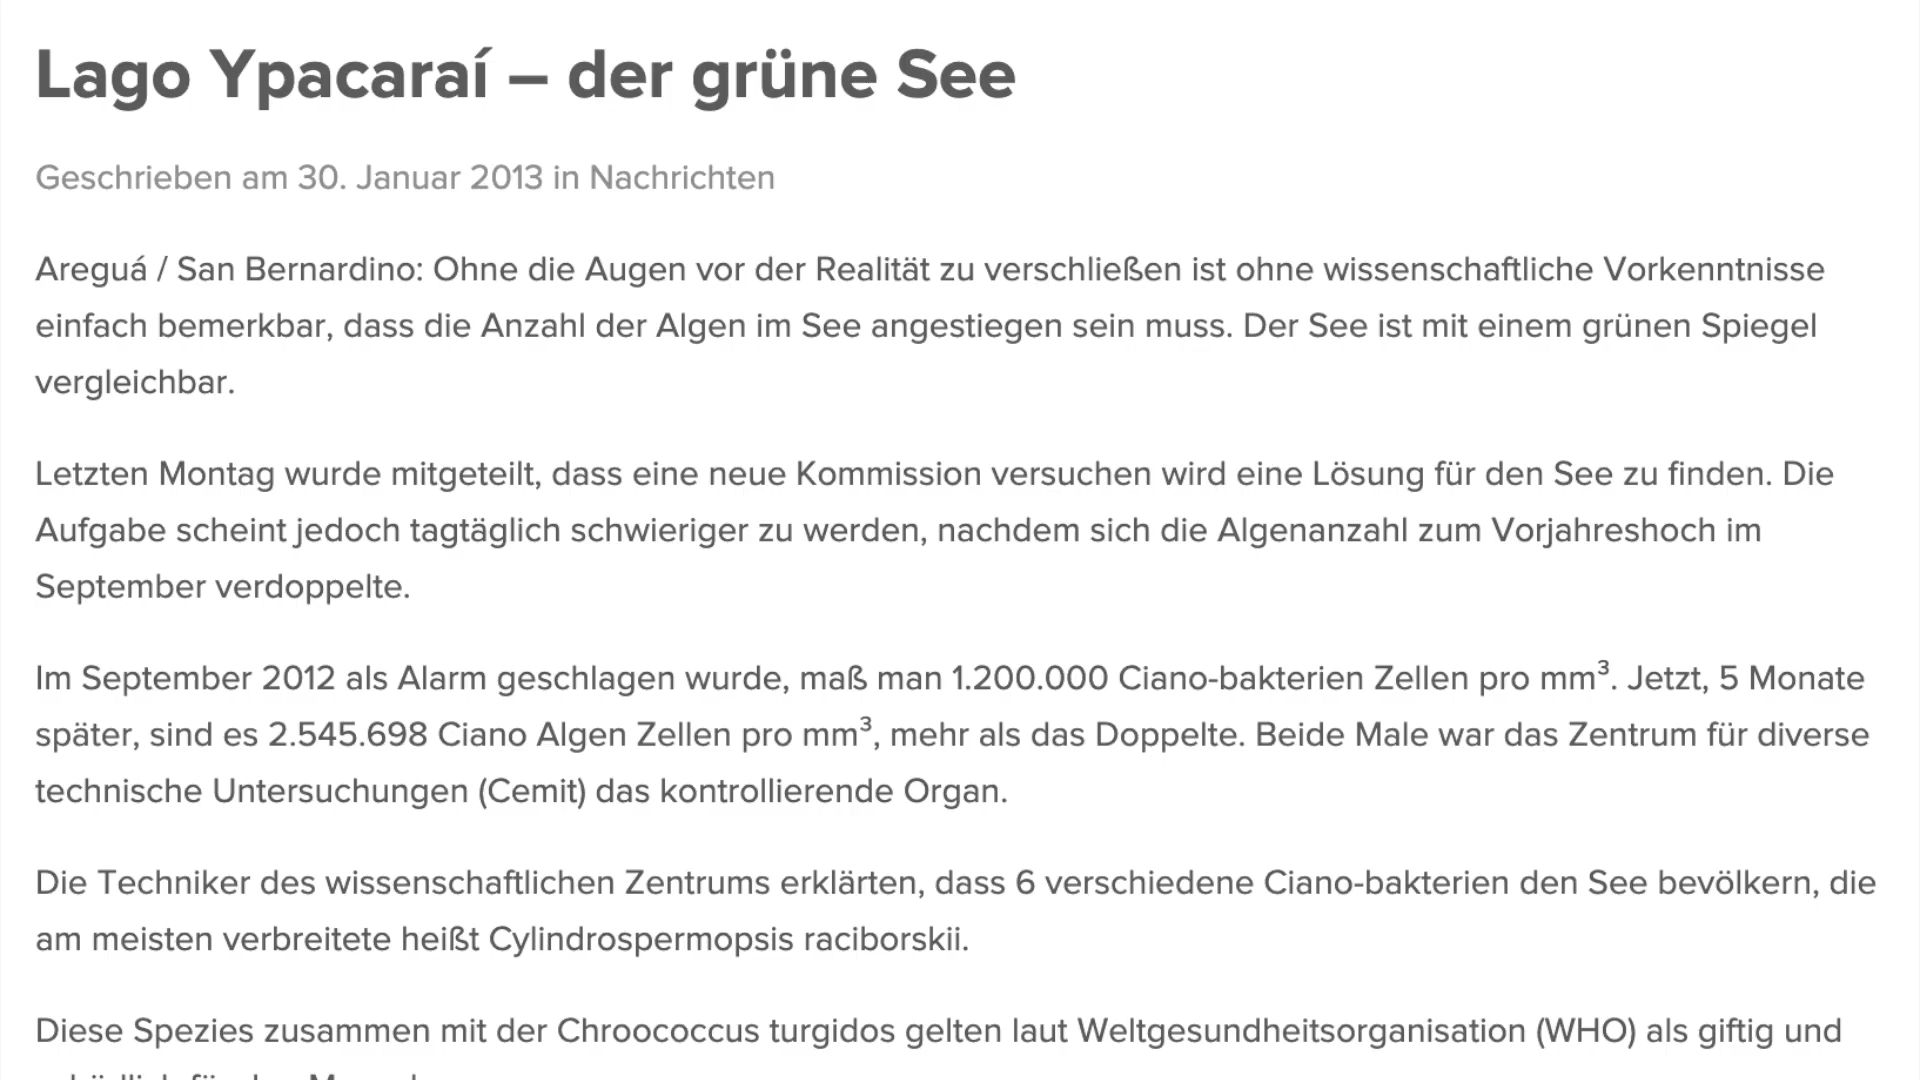 Lago Ypacaraí – der grüne See
Geschrieben am 30. Januar 2013 in Nachrichten
Areguá / San Bernardino: Ohne die Augen vor der Realität zu verschließen ist ohne wissenschaftliche Vorkenntnisse
einfach bemerkbar, dass die Anzahl der Algen im See angestiegen sein muss. Der See ist mit einem grünen Spiegel
vergleichbar.
Letzten Montag wurde mitgeteilt, dass eine neue Kommission versuchen wird eine Lösung für den See zu finden. Die
Aufgabe scheint jedoch tagtäglich schwieriger zu werden, nachdem sich die Algenanzahl zum Vorjahreshoch im
September verdoppelte.
Im September 2012 als Alarm geschlagen wurde, maß man 1.200.000 Ciano-bakterien Zellen pro mm³. Jetzt, 5 Monate
später, sind es 2.545.698 Ciano Algen Zellen pro mm³, mehr als das Doppelte. Beide Male war das Zentrum für diverse
technische Untersuchungen (Cemit) das kontrollierende Organ.
Die Techniker des wissenschaftlichen Zentrums erklärten, dass 6 verschiedene Ciano-bakterien den See bevölkern, die
am meisten verbreitete heißt Cylindrospermopsis raciborskii.
Diese Spezies zusammen mit der Chroococcus turgidos gelten laut Weltgesundheitsorganisation (WHO) als giftig und